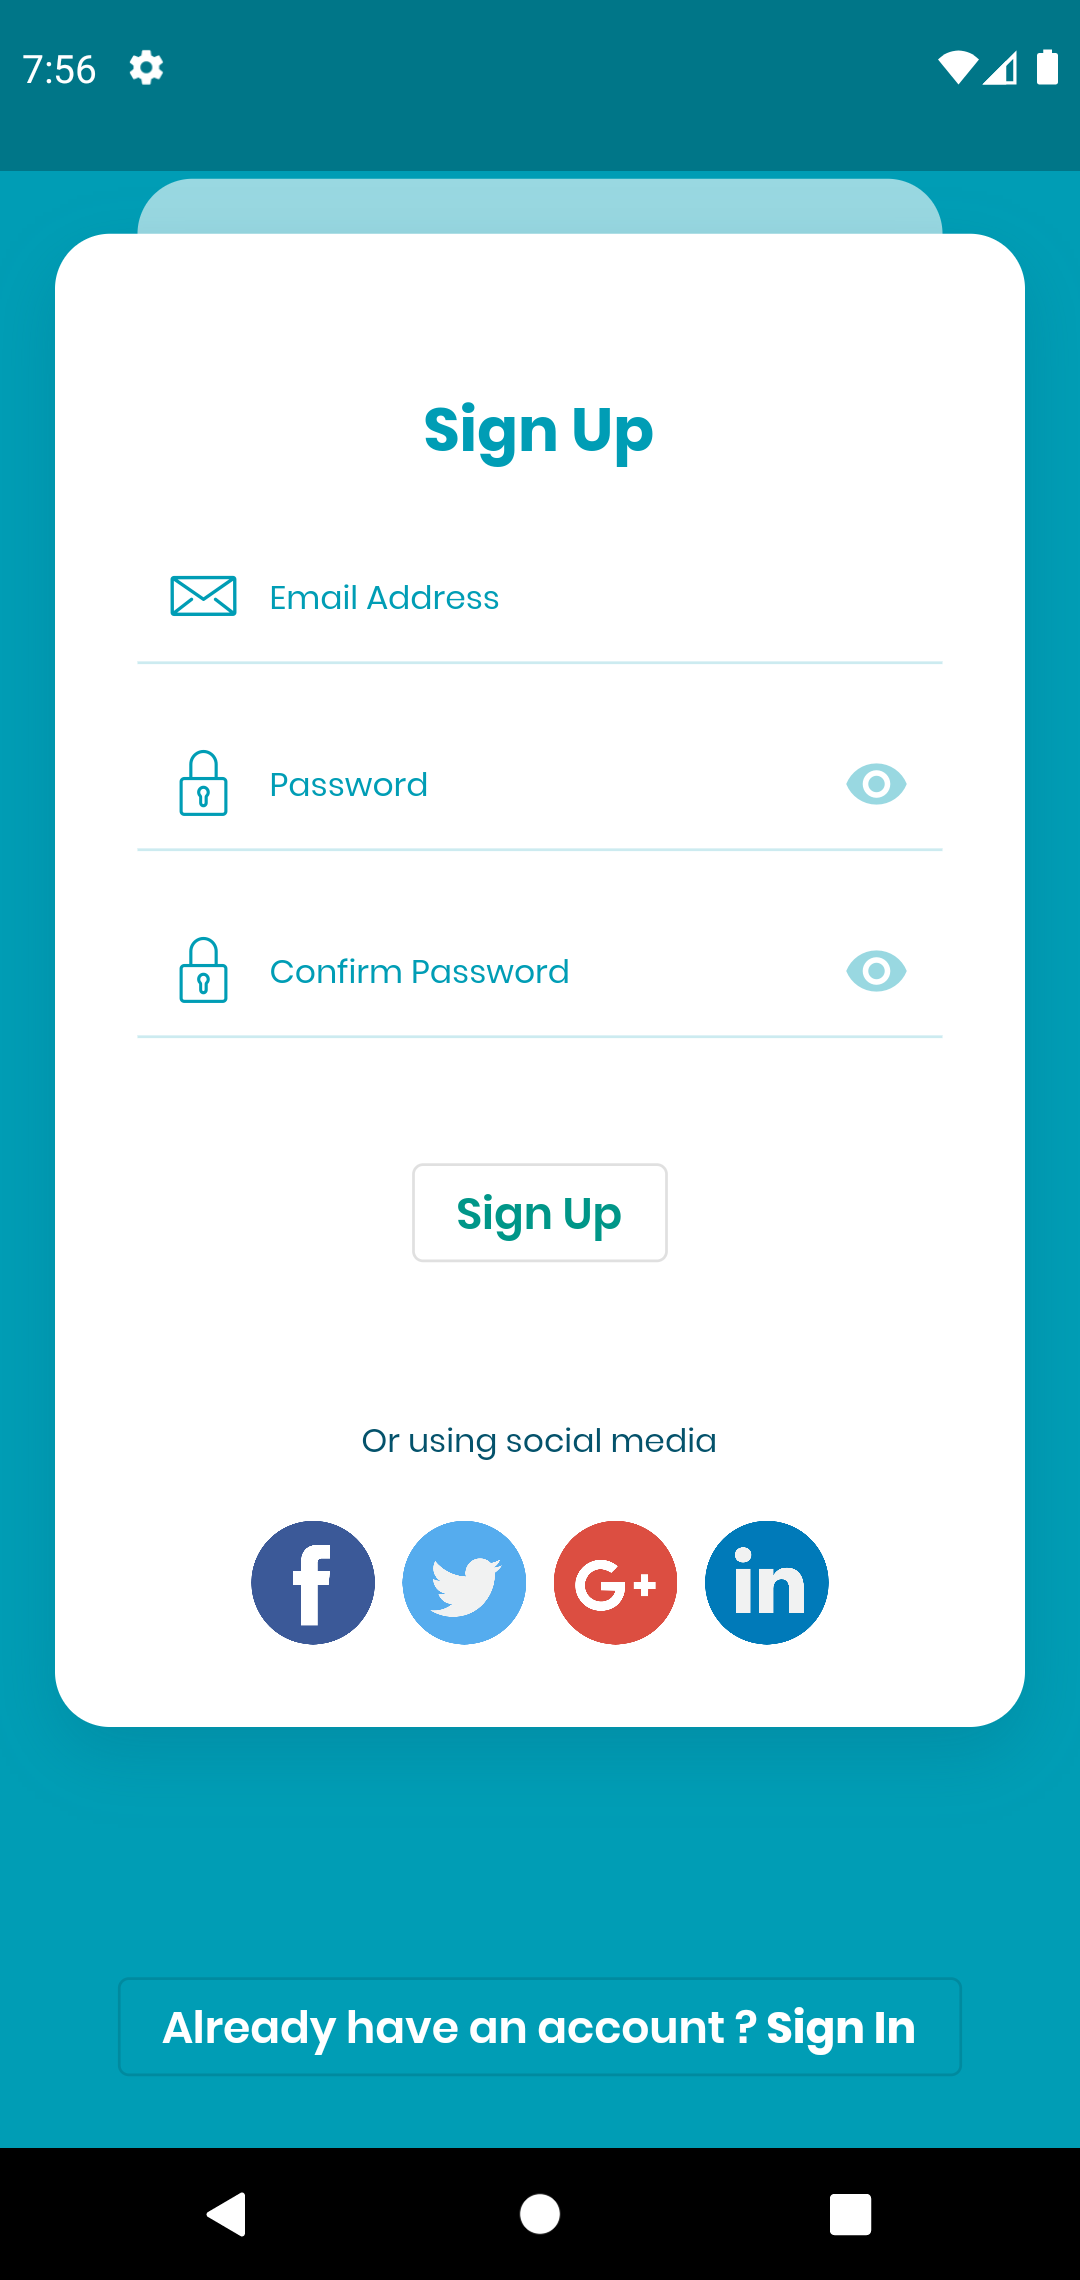 7:56
Sign Up
Email Address
Password
Confirm Password
Sign Up
Or using social media
f
G+
in
Already have an account ? Sign In